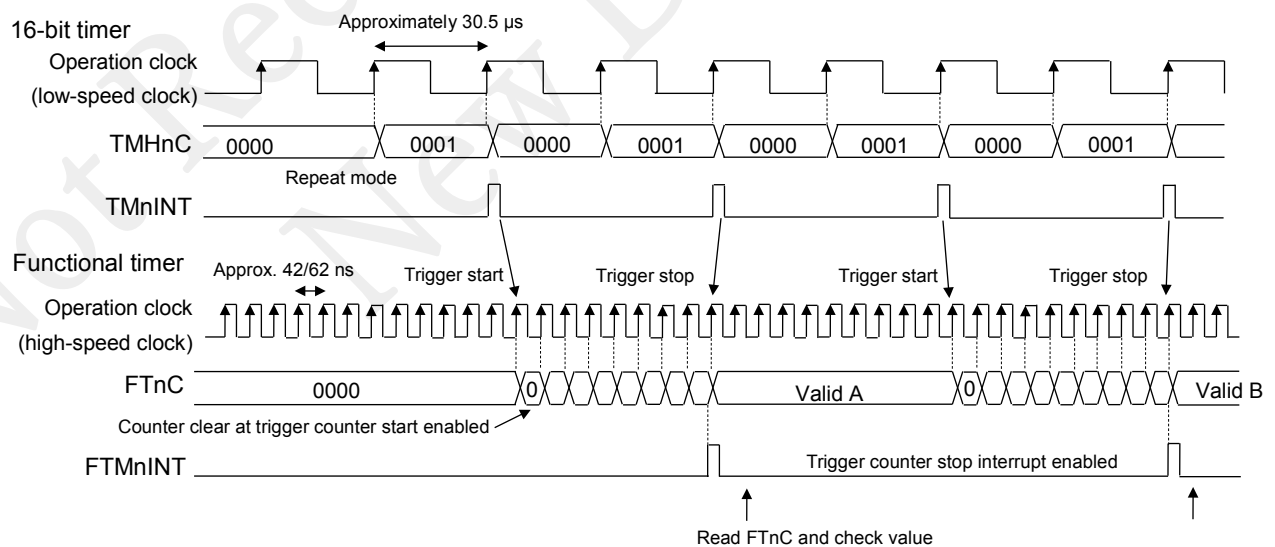 16-bit timer
Approximately 30.5 µs
Operation clock
(low-speed clock)
TMHnC 0000 0001 0000 0001 0000 0001 0000 0001
Repeat mode
TMnINT
Functional timer
Approx. 42/62 ns Trigger start Trigger stop Trigger start Trigger stop
Operation clock
(high-speed clock)
FTnC 0000 0 Valid A 0 Valid B
Counter clear at trigger counter start enabled
FTMnINT Trigger counter stop interrupt enabled
Read FTnC and check value
Not
New